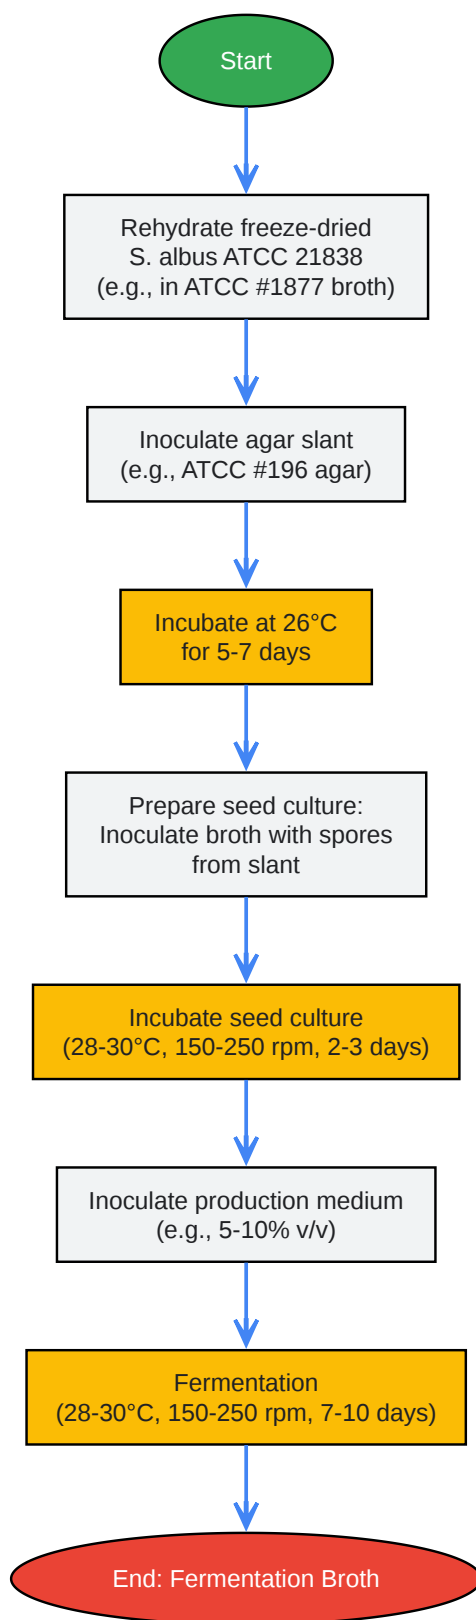 Start
Rehydrate freeze-dried
S. albus ATCC 21838
(e.g., in ATCC #1877 broth)
Inoculate agar slant
(e.g., ATCC #196 agar)
Incubate at 26°C
for 5-7 days
Prepare seed culture:
Inoculate broth with spores
from slant
Incubate seed culture
(28-30°C, 150-250 rpm, 2-3 days)
Inoculate production medium
(e.g., 5-10% v/v)
Fermentation
(28-30°C, 150-250 rpm, 7-10 days)
End: Fermentation Broth